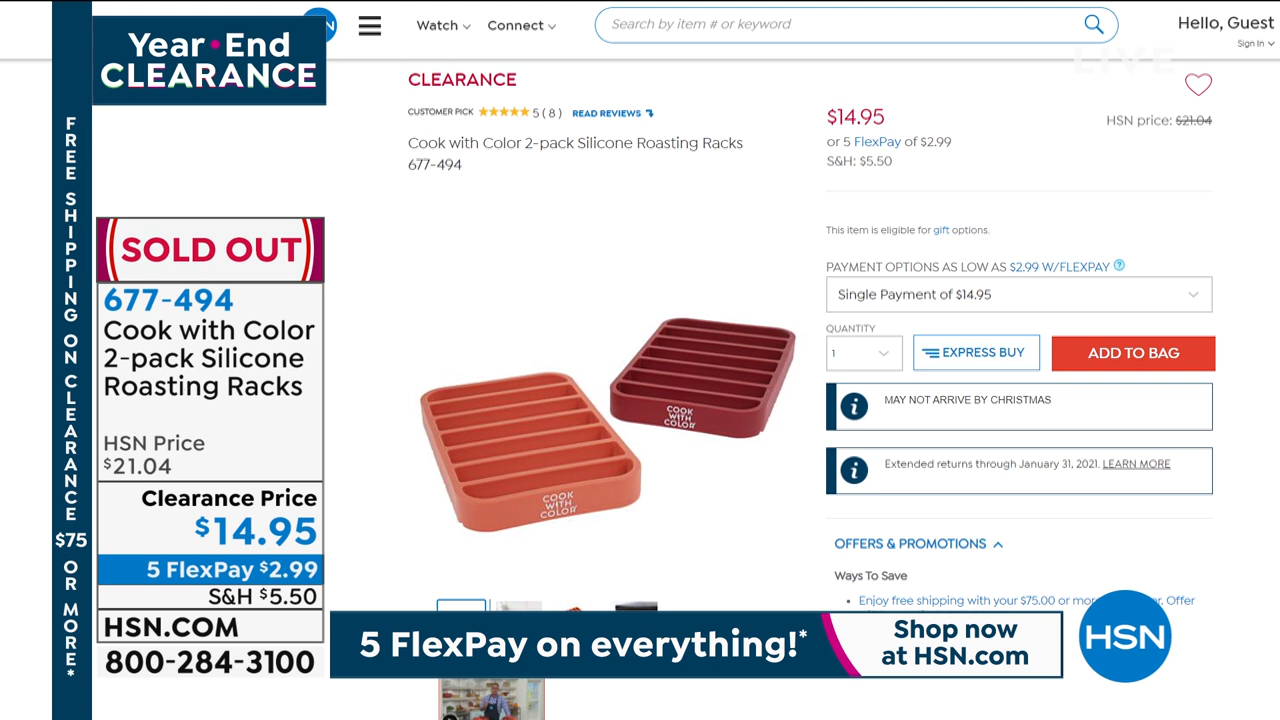 Year • End
CLEARANCE
FREE SHIPPING ON CLEARANCE $75 OR MORE*
SOLD OUT
677-494
Cook with Color
2-pack Silicone
Roasting Racks
HSN Price
$21.04
Clearance Price
$14.95
5 FlexPay $2.99
S&H $5.50
HSN.COM
800-284-3100
Watch
Connect
Search by item # or keyword
Hello, Guest
Sign In
LIVE
CLEARANCE
CUSTOMER PICK ★★★★★ 5 ( 8 ) READ REVIEWS
Cook with Color 2-pack Silicone Roasting Racks
677-494
COOK
WITH
COLOR
COOK
WITH
COLOR
$14.95
HSN price: $21.04
or 5 FlexPay of $2.99
S&H: $5.50
This item is eligible for gift options.
PAYMENT OPTIONS AS LOW AS $2.99 W/FLEXPAY ?
Single Payment of $14.95
QUANTITY
1
EXPRESS BUY
ADD TO BAG
MAY NOT ARRIVE BY CHRISTMAS
Extended returns through January 31, 2021. LEARN MORE
OFFERS & PROMOTIONS
Ways To Save
• Enjoy free shipping with your $75.00 or mor Offer
5 FlexPay on everything!*
Shop now
at HSN.com
HSN